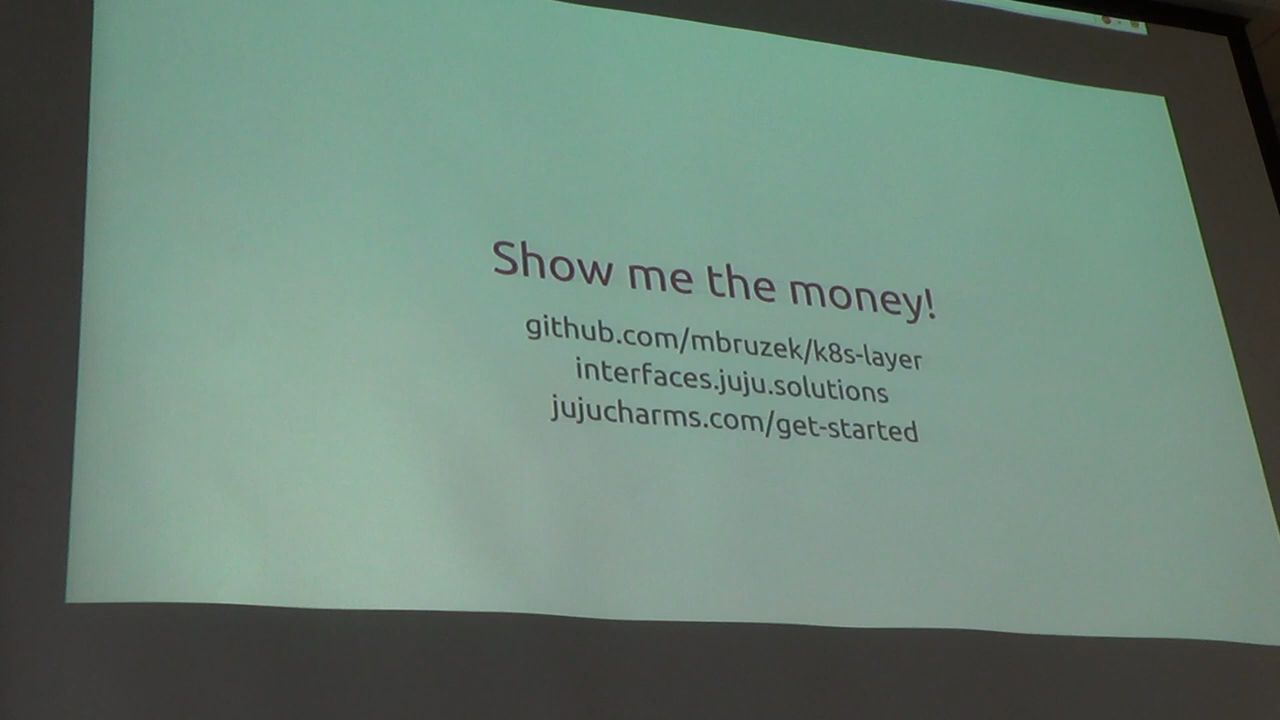 Show me the money!
github.com/mbruzek/k8s-layer
interfaces.juju.solutions
jujucharms.com/get-started